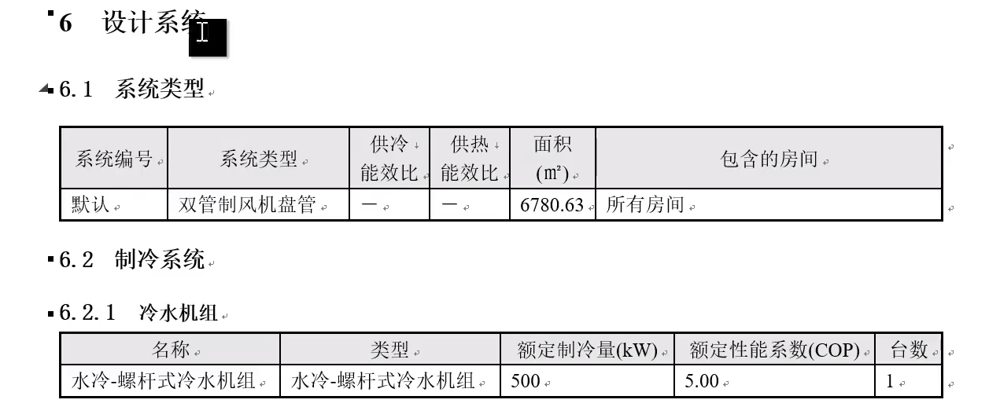 6 设计系统
6.1 系统类型
系统编号 系统类型 供冷能效比 供热能效比 面积(㎡) 包含的房间
默认 双管制风机盘管 － － 6780.63 所有房间
6.2 制冷系统
6.2.1 冷水机组
名称 类型 额定制冷量(kW) 额定性能系数(COP) 台数
水冷-螺杆式冷水机组 水冷-螺杆式冷水机组 500 5.00 1